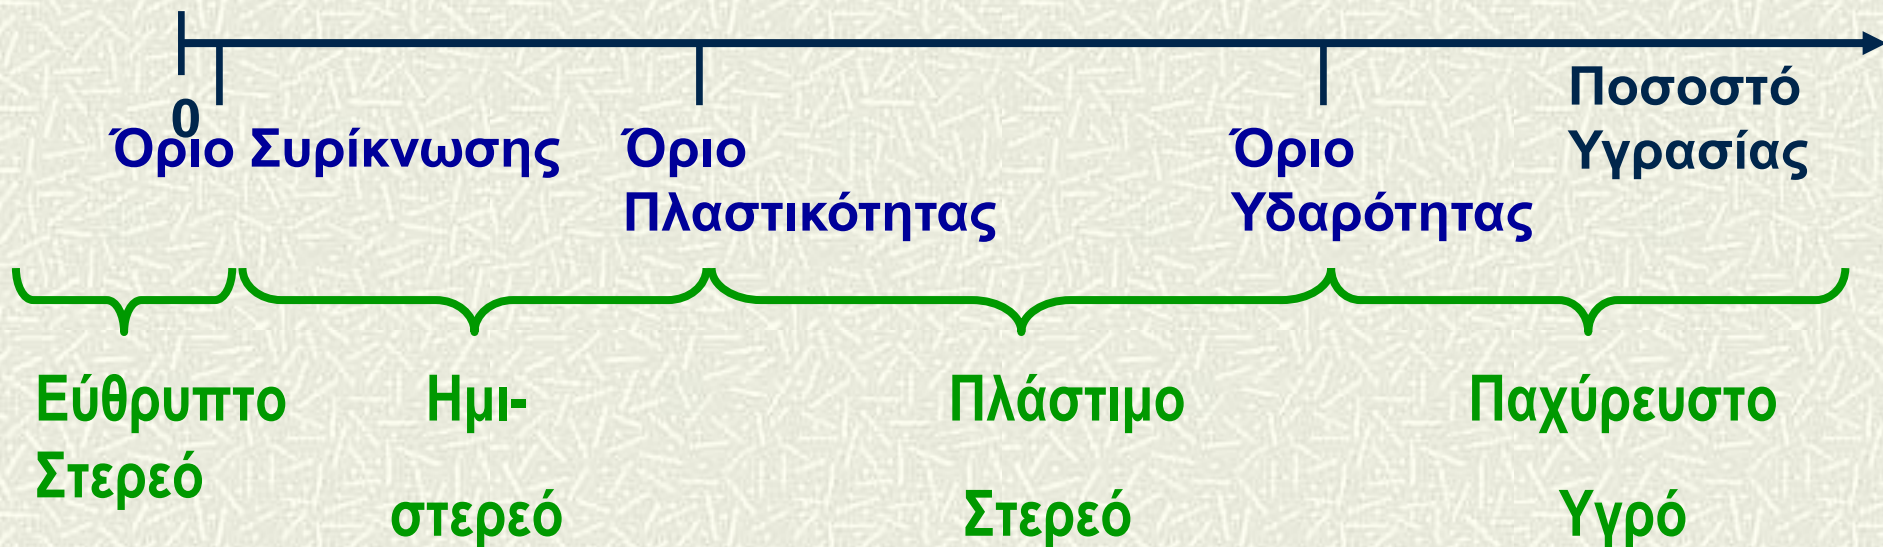 0
Όριο Συρίκνωσης
Όριο
Πλαστικότητας
Όριο
Υδαρότητας
Ποσοστό
Υγρασίας
Εύθρυπτο
Στερεό
Ημι-
στερεό
Πλάστιμο
Στερεό
Παχύρευστο
Υγρό